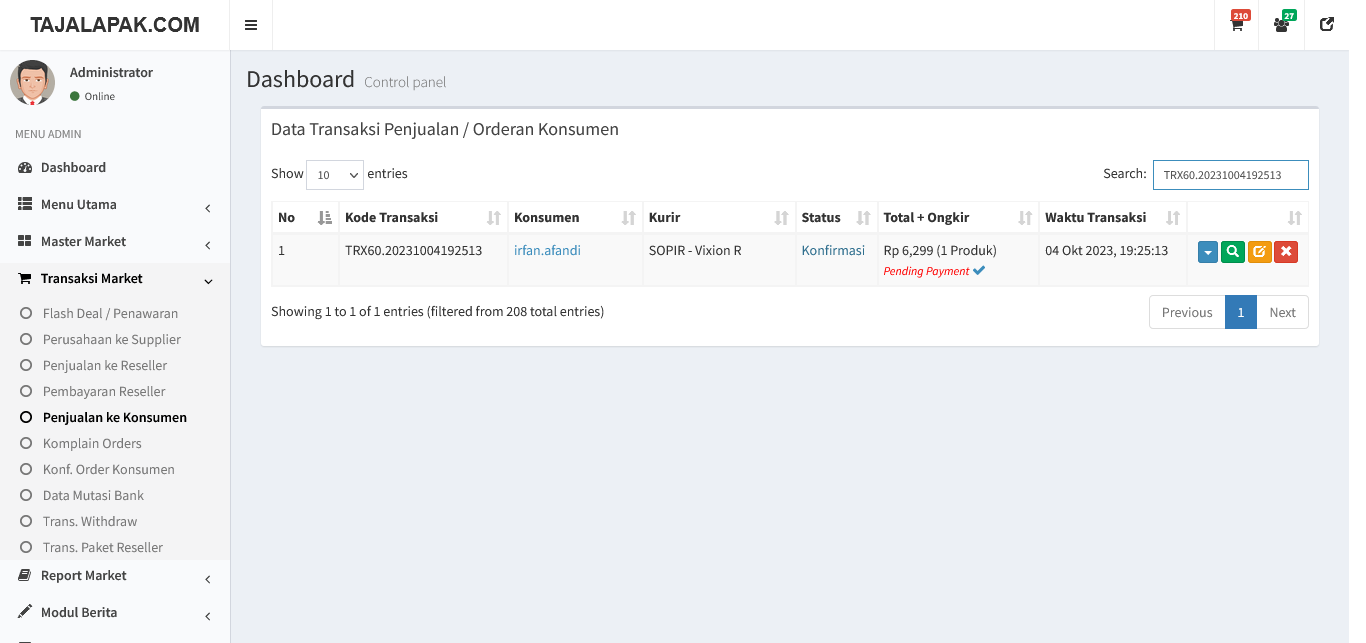 TAJALAPAK.COM
210
27
Administrator
Online
MENU ADMIN
Dashboard
Menu Utama
Master Market
Transaksi Market
Flash Deal / Penawaran
Perusahaan ke Supplier
Penjualan ke Reseller
Pembayaran Reseller
Penjualan ke Konsumen
Komplain Orders
Konf. Order Konsumen
Data Mutasi Bank
Trans. Withdraw
Trans. Paket Reseller
Report Market
Modul Berita
Dashboard Control panel
Data Transaksi Penjualan / Orderan Konsumen
Show 10 entries Search: TRX60.20231004192513
No Kode Transaksi Konsumen Kurir Status Total + Ongkir Waktu Transaksi
1 TRX60.20231004192513 irfan.afandi SOPIR - Vixion R Konfirmasi Rp 6,299 (1 Produk) 04 Okt 2023, 19:25:13
Pending Payment
Showing 1 to 1 of 1 entries (filtered from 208 total entries) Previous 1 Next